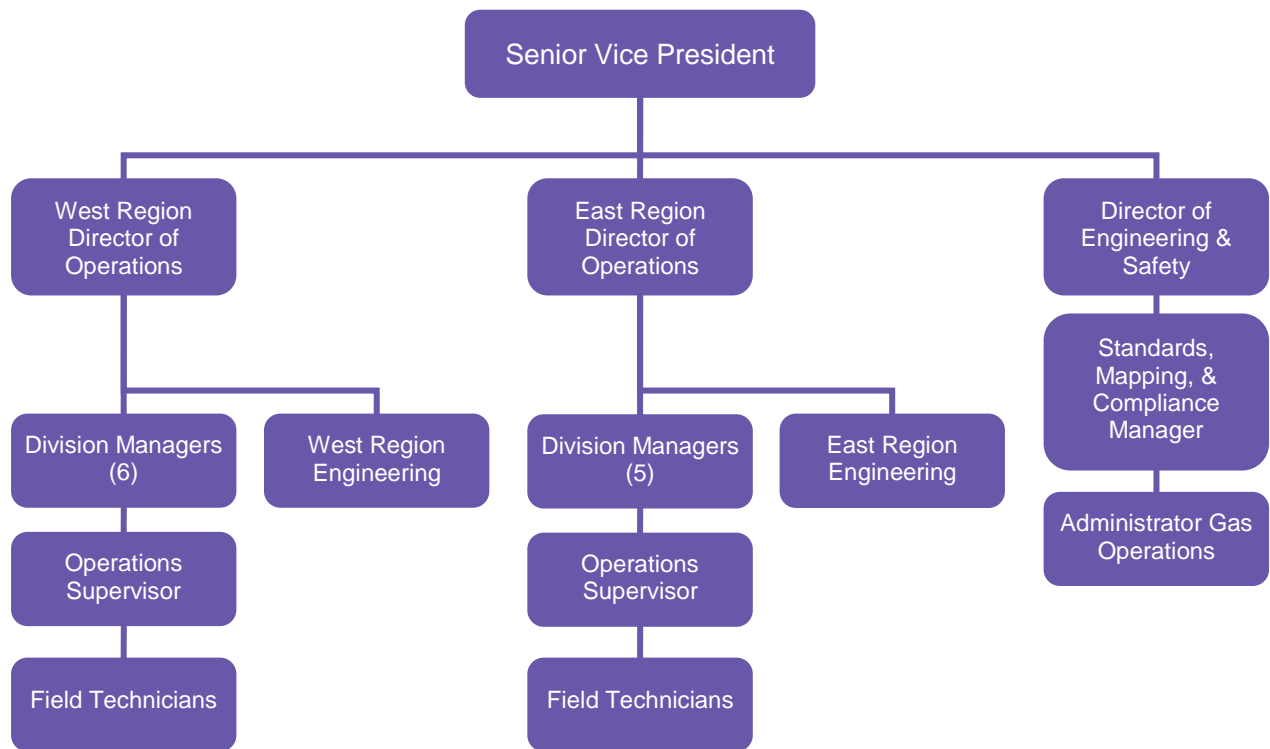 Senior Vice President
West Region
Director of
Operations
East Region
Director of
Operations
Director of
Engineering &
Safety
Standards,
Mapping, &
Compliance
Manager
Division Managers
(6)
West Region
Engineering
Division Managers
(5)
East Region
Engineering
Administrator Gas
Operations
Operations
Supervisor
Operations
Supervisor
Field Technicians
Field Technicians